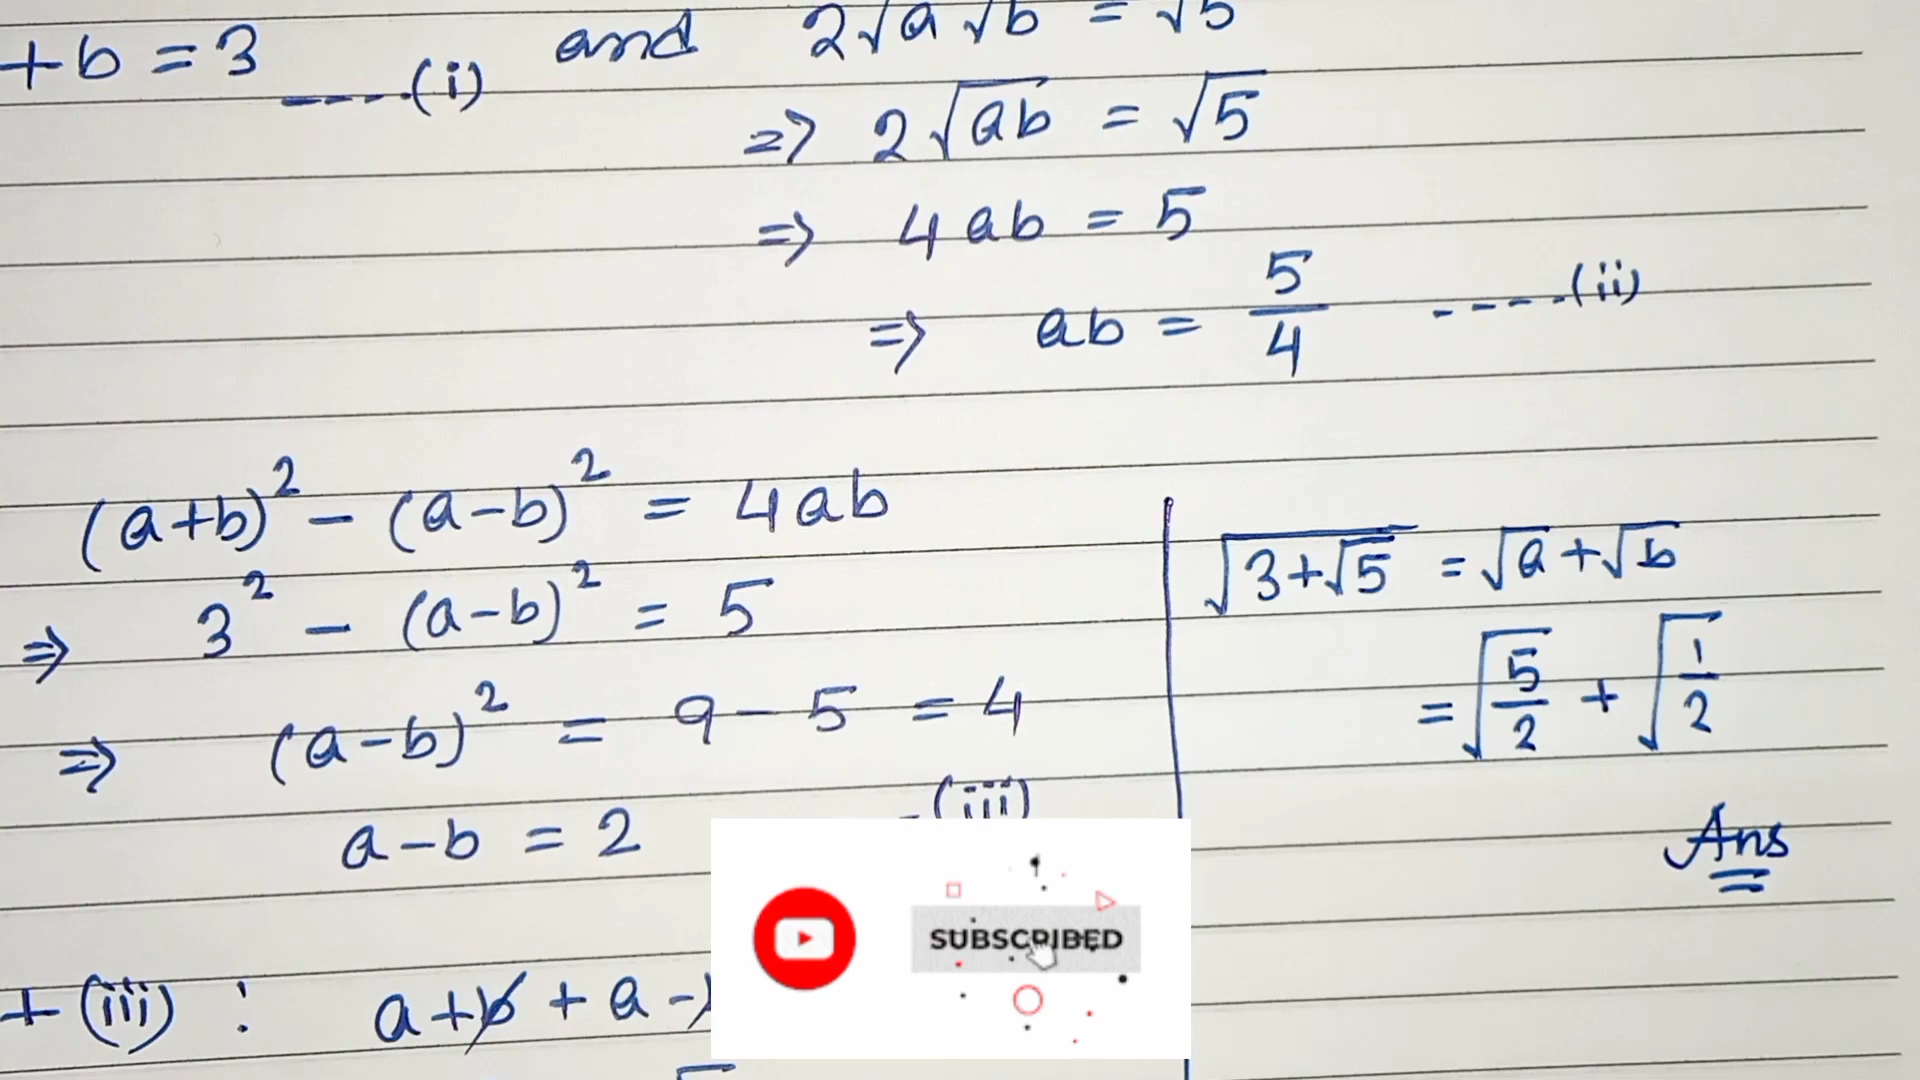 +b = 3 ----(i) and 2√a√b = √5
⇒ 2√ab = √5
⇒ 4ab = 5
⇒ ab = 5/4 ----(ii)
(a+b)² - (a-b)² = 4ab
⇒ 3² - (a-b)² = 5
⇒ (a-b)² = 9-5 = 4
a-b = 2 -(iii)
+ (iii) : a+b + a-
√(3+√5) = √a+√b
= √(5/2) + √(1/2)
Ans
SUBSCRIBED